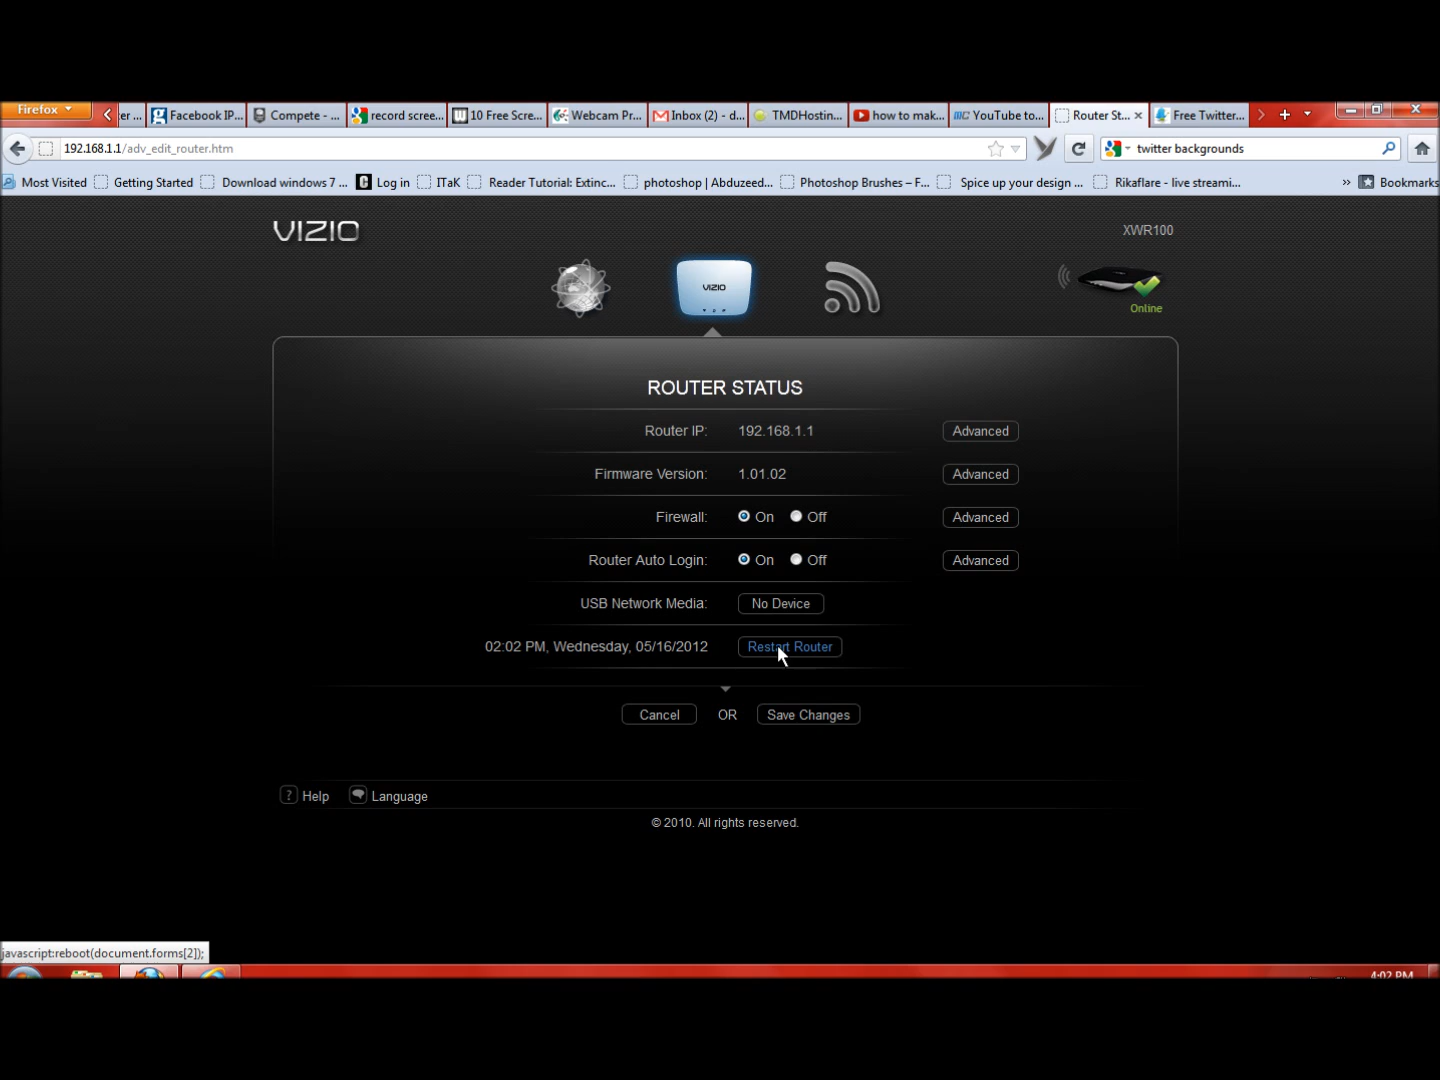 Firefox
er ...
Facebook IP...
Compete - ...
record scree...
10 Free Scre...
Webcam Pr...
Inbox (2) - d...
TMDHostin...
how to mak...
YouTube to...
Router St...
Free Twitter...
192.168.1.1/adv_edit_router.htm
twitter backgrounds
Most Visited
Getting Started
Download windows 7 ...
Log in
ITaK
Reader Tutorial: Extinc...
photoshop | Abduzeed...
Photoshop Brushes – F...
Spice up your design ...
Rikaflare - live streami...
Bookmarks
VIZIO
XWR100
VIZIO
Online
ROUTER STATUS
Router IP: 192.168.1.1 Advanced
Firmware Version: 1.01.02 Advanced
Firewall: On Off Advanced
Router Auto Login: On Off Advanced
USB Network Media: No Device
02:02 PM, Wednesday, 05/16/2012 Restart Router
Cancel OR Save Changes
? Help Language
© 2010. All rights reserved.
javascript:reboot(document.forms[2]);
4:02 PM